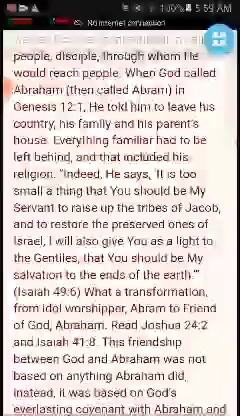 100% 5:59 AM
No internet connection
people, disciple, through whom He
would reach people. When God called
Abraham (then called Abram) in
Genesis 12:1, He told him to leave his
country, his family and his parent's
house. Everything familiar had to be
left behind, and that included his
religion. "Indeed, He says, 'It is too
small a thing that You should be My
Servant to raise up the tribes of Jacob,
and to restore the preserved ones of
Israel, I will also give You as a light to
the Gentiles, that You should be My
salvation to the ends of the earth.'"
(Isaiah 49:6) What a transformation,
from idol worshipper, Abram to Friend
of God, Abraham. Read Joshua 24:2
and Isaiah 41:8. This friendship
between God and Abraham was not
based on anything Abraham did,
instead, it was based on God's
everlasting covenant with Abraham and